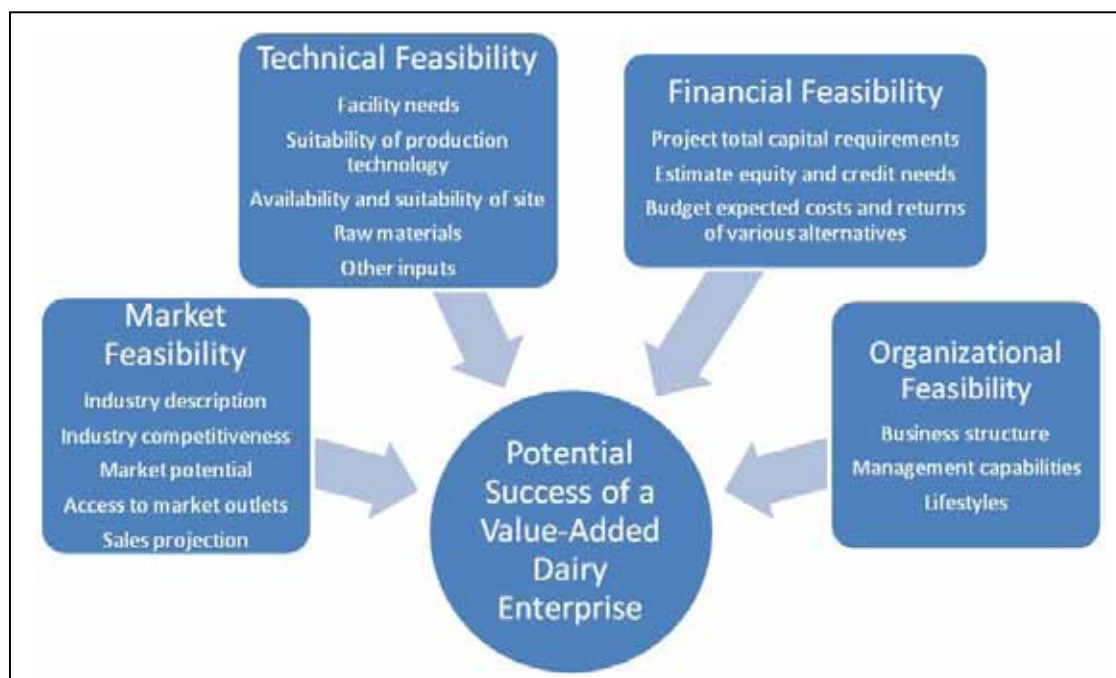 Technical Feasibility
Facility needs
Suitability of production
technology
Availability and suitability of site
Raw materials
Other inputs
Financial Feasibility
Project total capital requirements
Estimate equity and credit needs
Budget expected costs and returns
of various alternatives
Market
Feasibility
Industry description
Industry competitiveness
Market potential
Access to market outlets
Sales projection
Organizational
Feasibility
Business structure
Management capabilities
Lifestyles
Potential
Success of a
Value-Added
Dairy
Enterprise